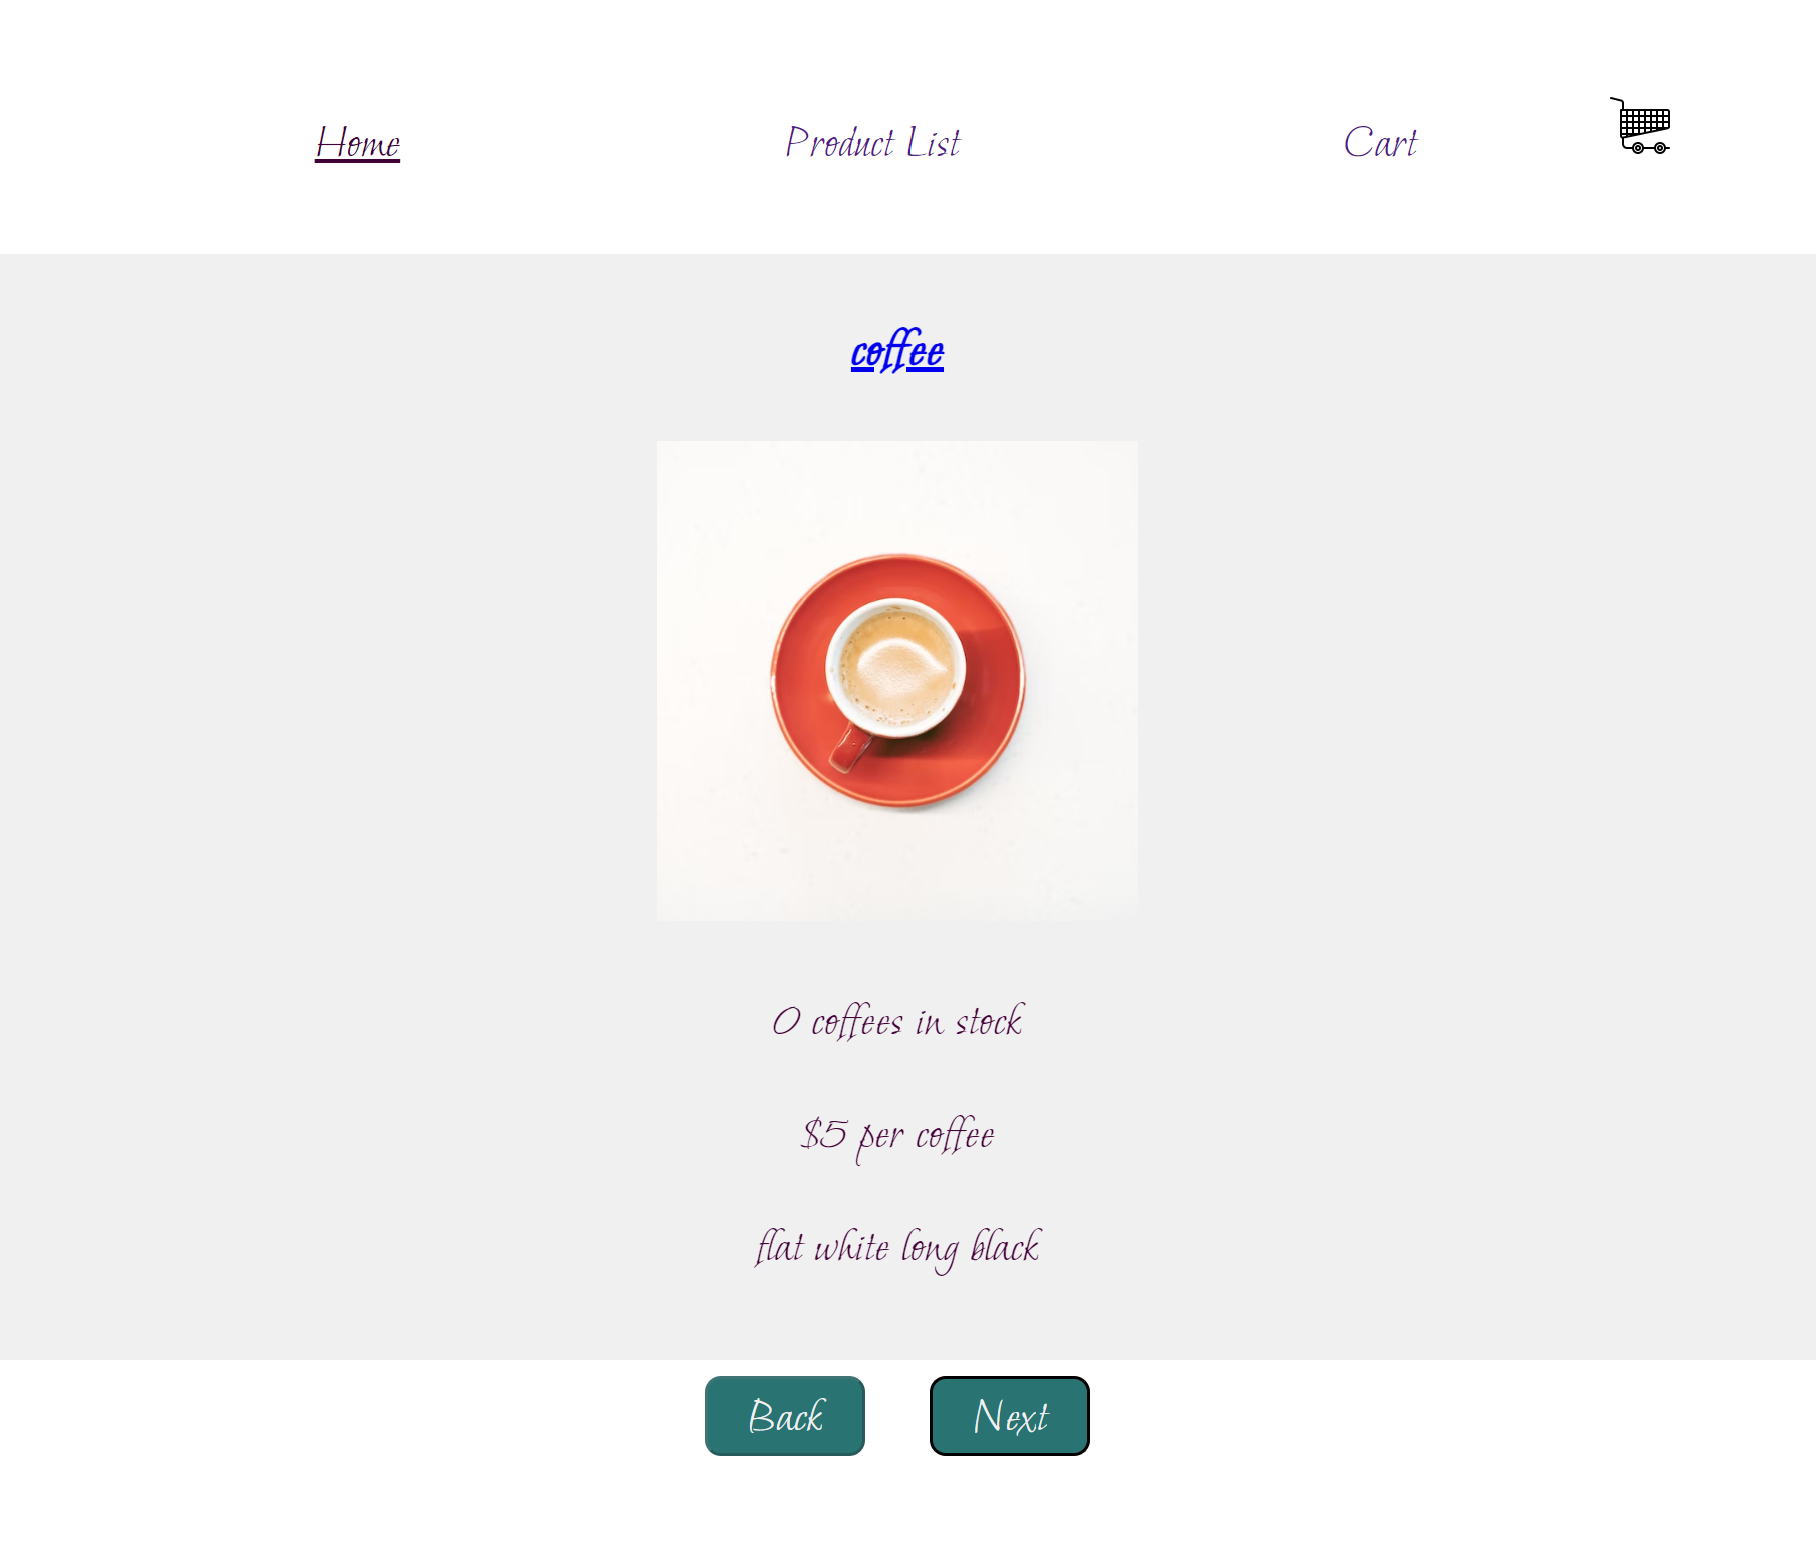 Home Product List Cart
coffee
0 coffees in stock
$5 per coffee
flat white long black
Back Next